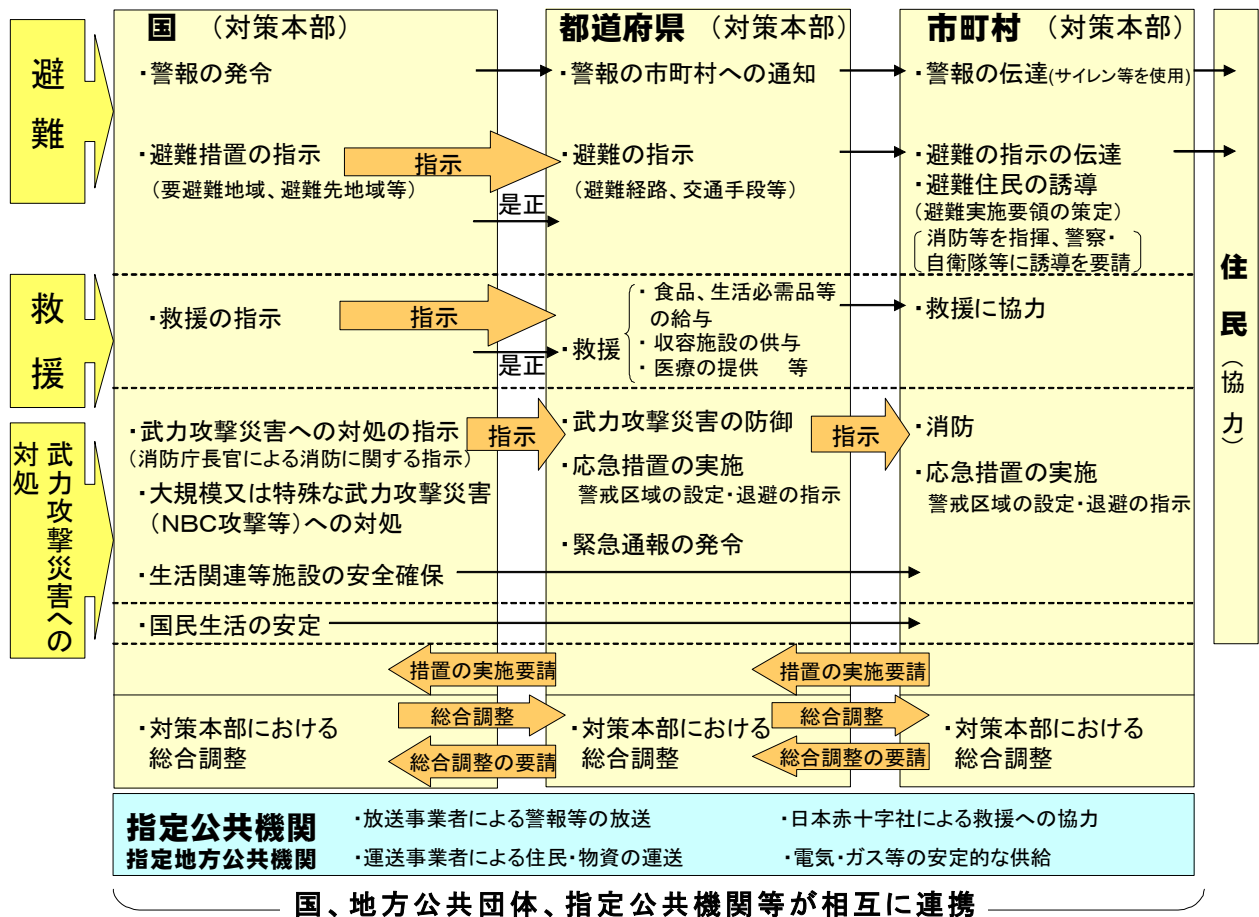 国 （対策本部）
都道府県 （対策本部）
市町村 （対策本部）
避難
・警報の発令
・警報の市町村への通知
・警報の伝達(サイレン等を使用)
・避難措置の指示
（要避難地域、避難先地域等）
指示
是正
・避難の指示
（避難経路、交通手段等）
・避難の指示の伝達
・避難住民の誘導
（避難実施要領の策定）
消防等を指揮、警察・
自衛隊等に誘導を要請
救援
・救援の指示
指示
是正
・救援
・食品、生活必需品等
の給与
・収容施設の供与
・医療の提供　等
・救援に協力
武力攻撃災害への
対処
・武力攻撃災害への対処の指示
（消防庁長官による消防に関する指示）
・大規模又は特殊な武力攻撃災害
（NBC攻撃等）への対処
・生活関連等施設の安全確保
指示
・武力攻撃災害の防御
・応急措置の実施
警戒区域の設定・退避の指示
・緊急通報の発令
指示
・消防
・応急措置の実施
警戒区域の設定・退避の指示
・国民生活の安定
措置の実施要請
措置の実施要請
・対策本部における
総合調整
総合調整
総合調整の要請
・対策本部における
総合調整
総合調整
総合調整の要請
・対策本部における
総合調整
住民（協力）
指定公共機関
指定地方公共機関
・放送事業者による警報等の放送
・日本赤十字社による救援への協力
・運送事業者による住民・物資の運送
・電気・ガス等の安定的な供給
国、地方公共団体、指定公共機関等が相互に連携